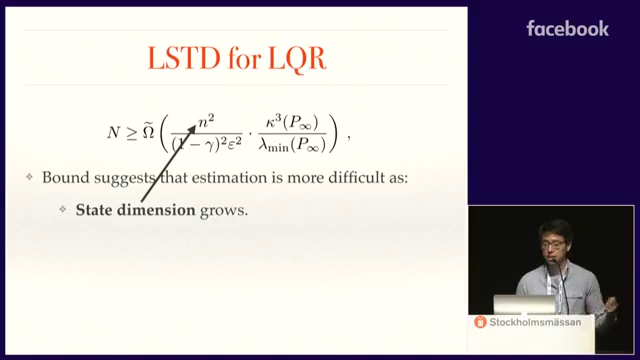 facebook
LSTD for LQR
N ≥ Ω̃ ( n² / (1 − γ)²ε² · κ³(P∞) / λmin(P∞) ) ,
Bound suggests that estimation is more difficult as:
State dimension grows.
Stockholmsmässan